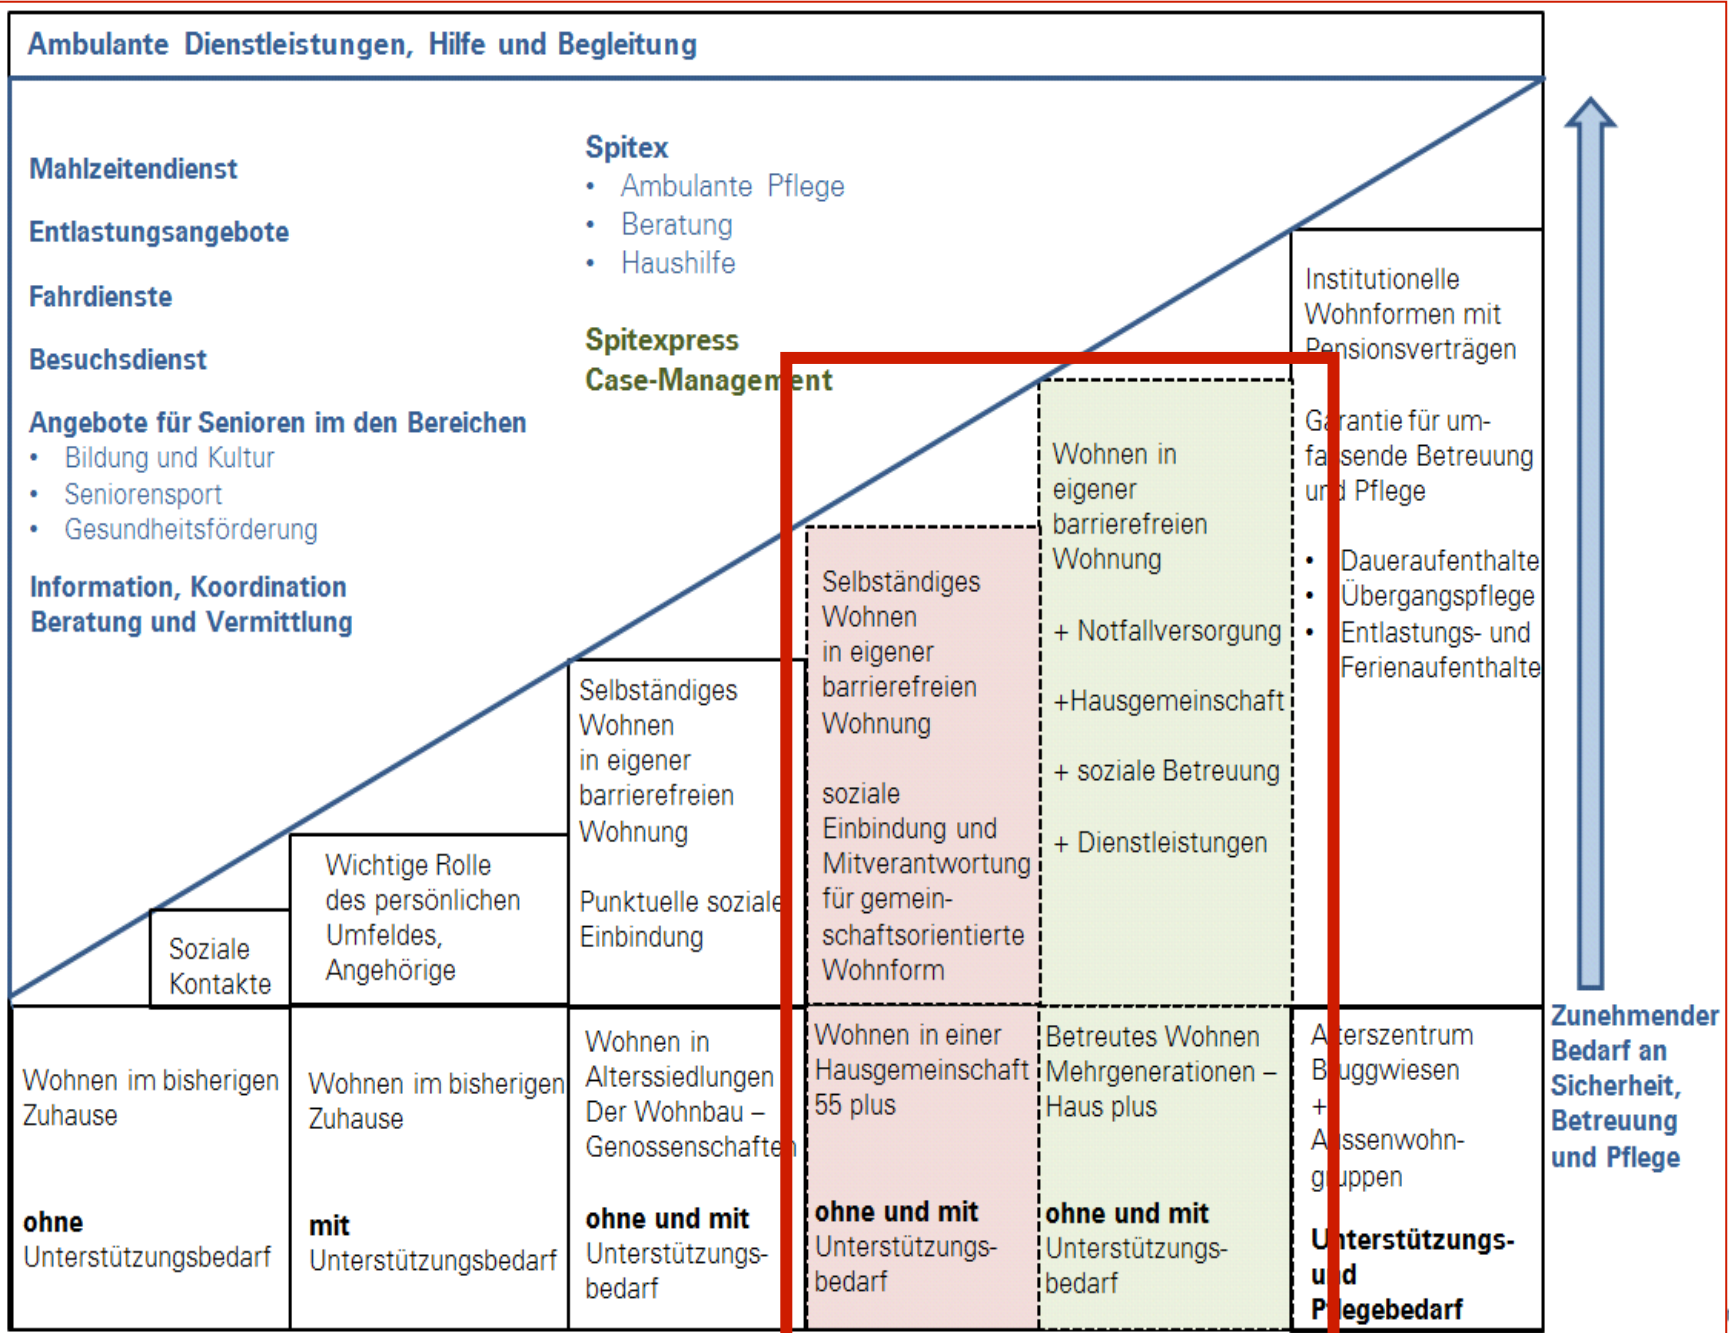 Ambulante Dienstleistungen, Hilfe und Begleitung
Mahlzeitendienst
Entlastungsangebote
Fahrdienste
Besuchsdienst
Angebote für Senioren im den Bereichen
• Bildung und Kultur
• Seniorensport
• Gesundheitsförderung
Information, Koordination
Beratung und Vermittlung
Spitex
• Ambulante Pflege
• Beratung
• Haushilfe
Spitexpress
Case-Management
Soziale
Kontakte
Wichtige Rolle
des persönlichen
Umfeldes,
Angehörige
Selbständiges
Wohnen
in eigener
barrierefreien
Wohnung
Punktuelle soziale
Einbindung
Selbständiges
Wohnen
in eigener
barrierefreien
Wohnung
soziale
Einbindung und
Mitverantwortung
für gemein-
schaftsorientierte
Wohnform
Wohnen in
eigener
barrierefreien
Wohnung
+ Notfallversorgung
+Hausgemeinschaft
+ soziale Betreuung
+ Dienstleistungen
Institutionelle
Wohnformen mit
Pensionsverträgen
Garantie für um-
fassende Betreuung
und Pflege
• Daueraufenthalte
• Übergangspflege
• Entlastungs- und
Ferienaufenthalte
Wohnen im bisherigen
Zuhause
ohne
Unterstützungsbedarf
Wohnen im bisherigen
Zuhause
mit
Unterstützungsbedarf
Wohnen in
Alterssiedlungen
Der Wohnbau –
Genossenschaften
ohne und mit
Unterstützungs-
bedarf
Wohnen in einer
Hausgemeinschaft
55 plus
ohne und mit
Unterstützungs-
bedarf
Betreutes Wohnen
Mehrgenerationen –
Haus plus
ohne und mit
Unterstützungs-
bedarf
Alterszentrum
Bruggwiesen
+
Aussenwohn-
gruppen
Unterstützungs-
und
Pflegebedarf
Zunehmender
Bedarf an
Sicherheit,
Betreuung
und Pflege